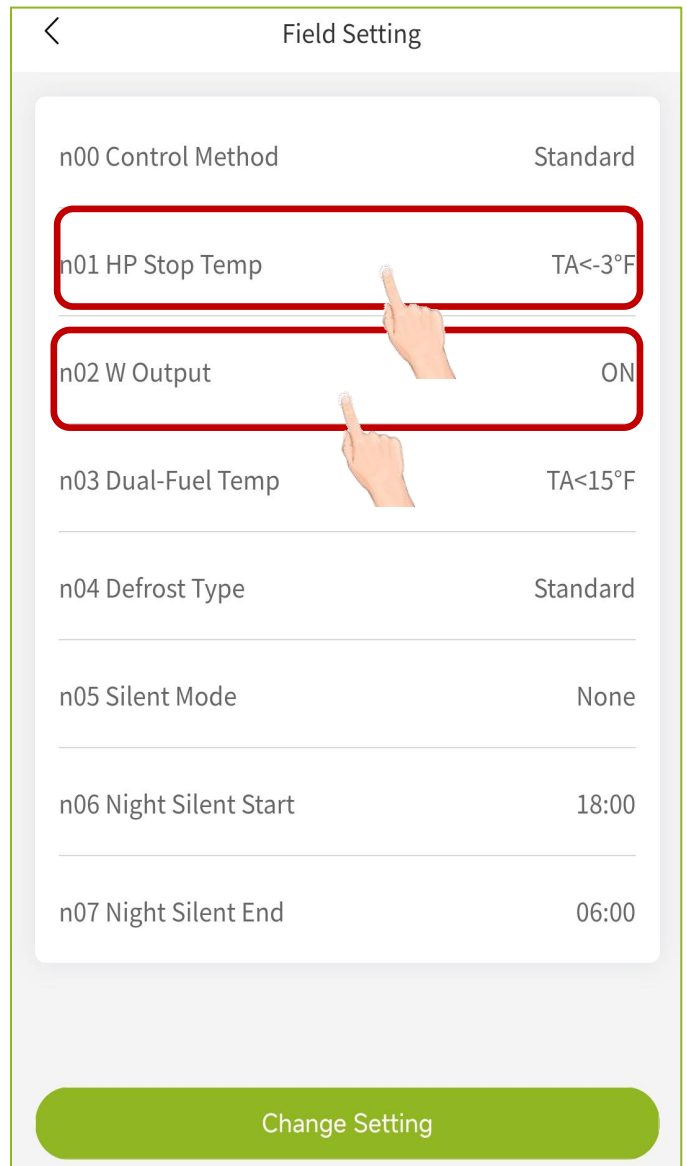 Field Setting
n00 Control Method Standard
n01 HP Stop Temp TA<-3°F
n02 W Output ON
n03 Dual-Fuel Temp TA<15°F
n04 Defrost Type Standard
n05 Silent Mode None
n06 Night Silent Start 18:00
n07 Night Silent End 06:00
Change Setting